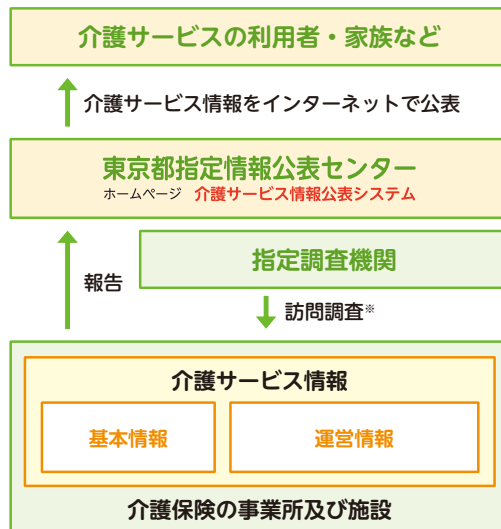 介護サービスの利用者・家族など
介護サービス情報をインターネットで公表
東京都指定情報公表センター
ホームページ 介護サービス情報公表システム
指定調査機関
報告
訪問調査※
介護サービス情報
基本情報 運営情報
介護保険の事業所及び施設